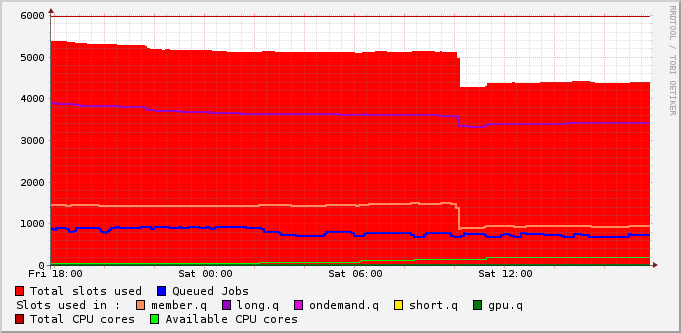 6000
5000
4000
3000
2000
1000
0
Fri 18:00 Sat 00:00 Sat 06:00 Sat 12:00
Total slots used Queued Jobs
Slots used in : member.q long.q ondemand.q short.q gpu.q
Total CPU cores Available CPU cores
RRDTOOL / TOBI OETIKER